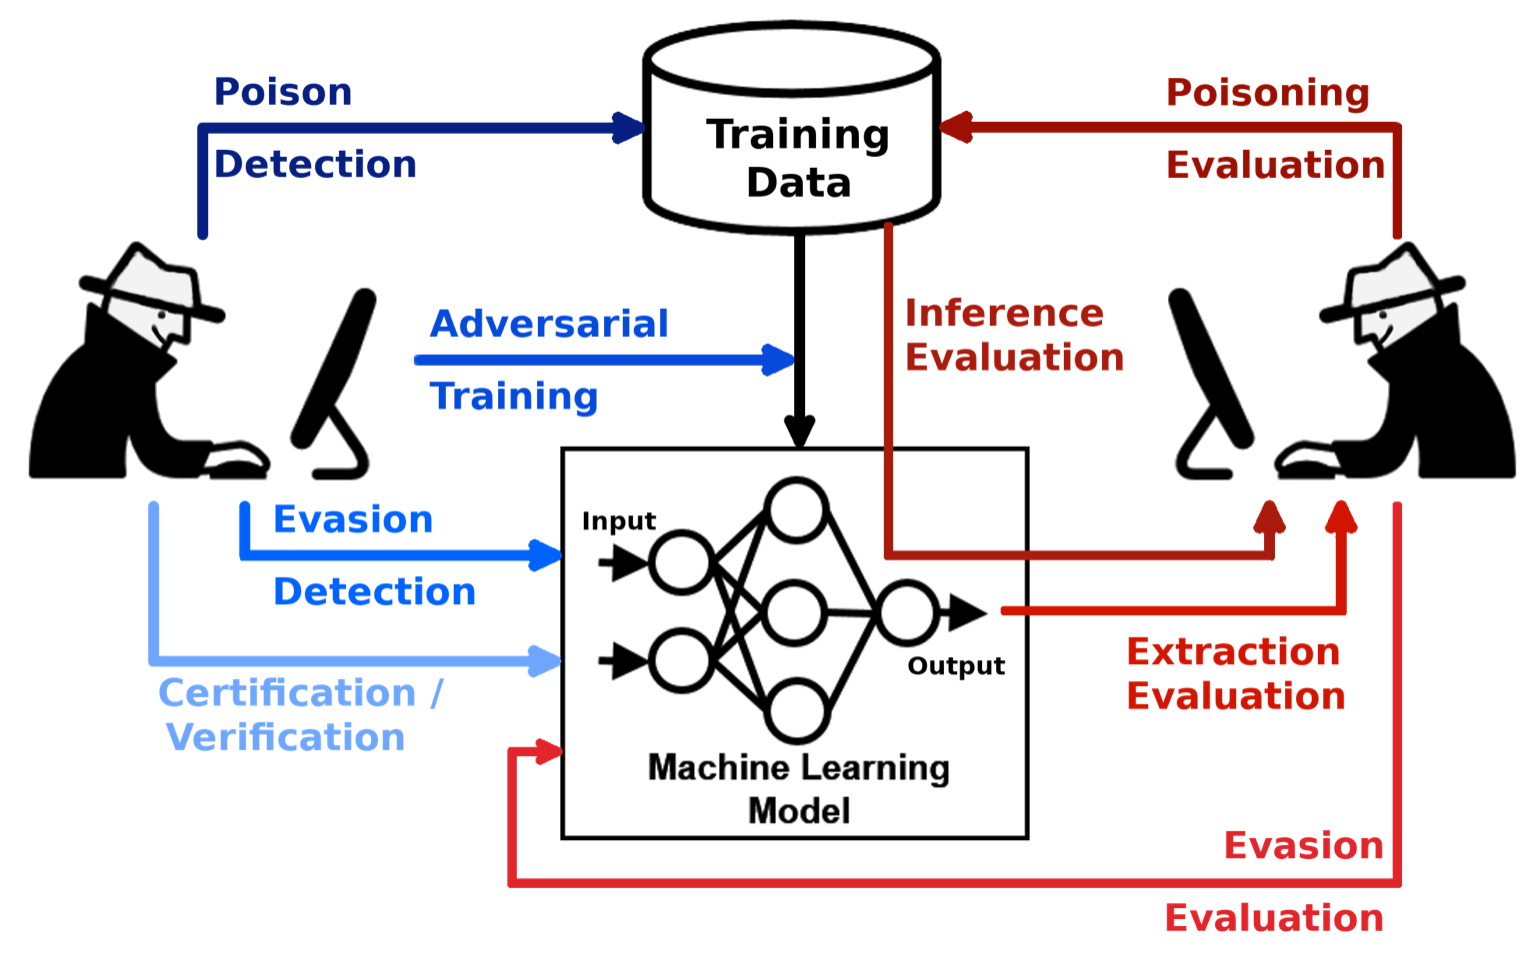 Poison
Detection
Training
Data
Poisoning
Evaluation
Adversarial
Training
Inference
Evaluation
Evasion
Detection
Input
Output
Certification /
Verification
Extraction
Evaluation
Machine Learning
Model
Evasion
Evaluation